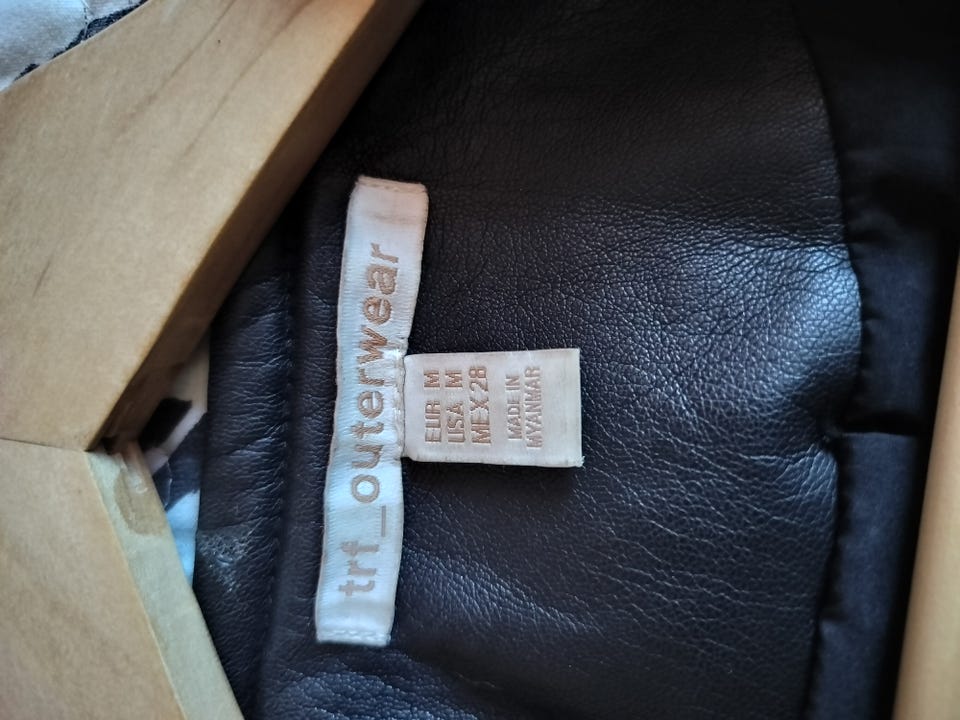 trf_outerwear
EUR M
USA M
MEX 28
MADE IN
MYANMAR